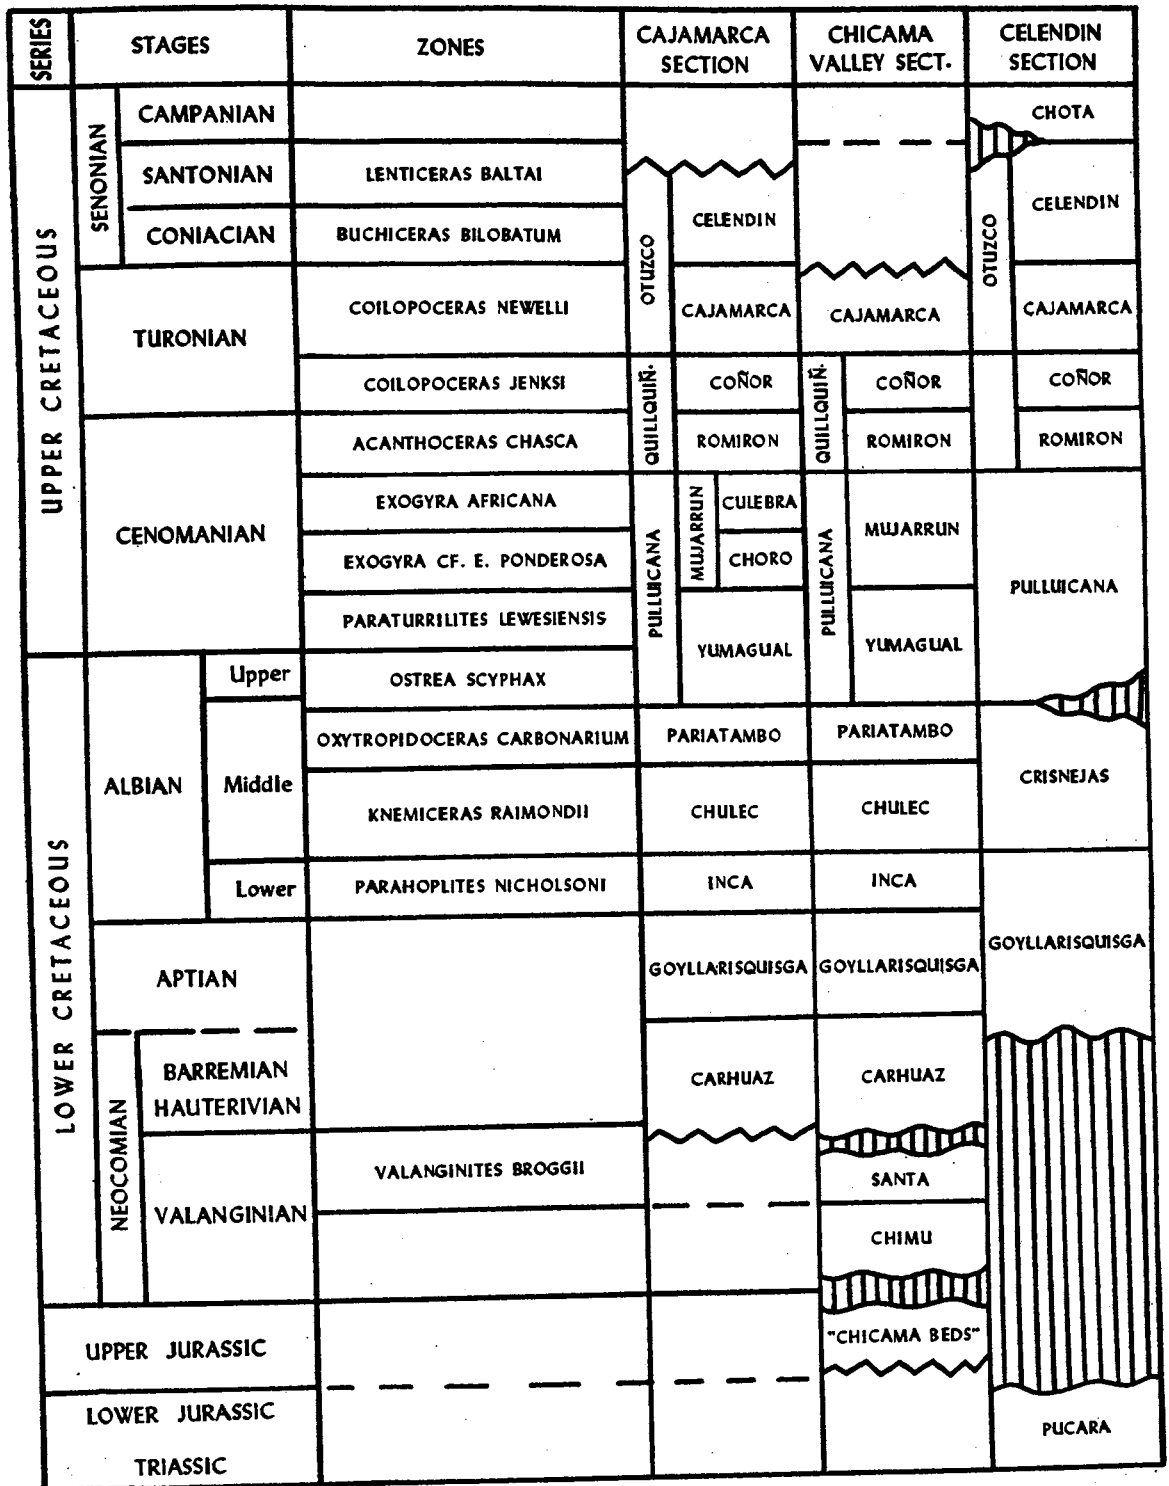 SERIES
STAGES
ZONES
CAJAMARCA
SECTION
CHICAMA
VALLEY SECT.
CELENDIN
SECTION
UPPER CRETACEOUS
SENONIAN
CAMPANIAN
CHOTA
SANTONIAN
LENTICERAS BALTAI
CONIACIAN
BUCHICERAS BILOBATUM
OTUZCO
CELENDIN
OTUZCO
CELENDIN
TURONIAN
COILOPOCERAS NEWELLI
CAJAMARCA
CAJAMARCA
CAJAMARCA
COILOPOCERAS JENKSI
QUILLQUIÑ.
COÑOR
QUILLQUIÑ.
COÑOR
COÑOR
CENOMANIAN
ACANTHOCERAS CHASCA
ROMIRON
ROMIRON
ROMIRON
EXOGYRA AFRICANA
PULLUICANA
MUJARRUN
CULEBRA
PULLUICANA
MUJARRUN
PULLUICANA
EXOGYRA CF. E. PONDEROSA
CHORO
PARATURRILITES LEWESIENSIS
YUMAGUAL
YUMAGUAL
LOWER CRETACEOUS
ALBIAN
Upper
OSTREA SCYPHAX
Middle
OXYTROPIDOCERAS CARBONARIUM
PARIATAMBO
PARIATAMBO
CRISNEJAS
KNEMICERAS RAIMONDII
CHULEC
CHULEC
Lower
PARAHOPLITES NICHOLSONI
INCA
INCA
GOYLLARISQUISGA
APTIAN
GOYLLARISQUISGA
GOYLLARISQUISGA
NEOCOMIAN
BARREMIAN
HAUTERIVIAN
CARHUAZ
CARHUAZ
VALANGINIAN
VALANGINITES BROGGII
SANTA
CHIMU
UPPER JURASSIC
"CHICAMA BEDS"
LOWER JURASSIC
TRIASSIC
PUCARA